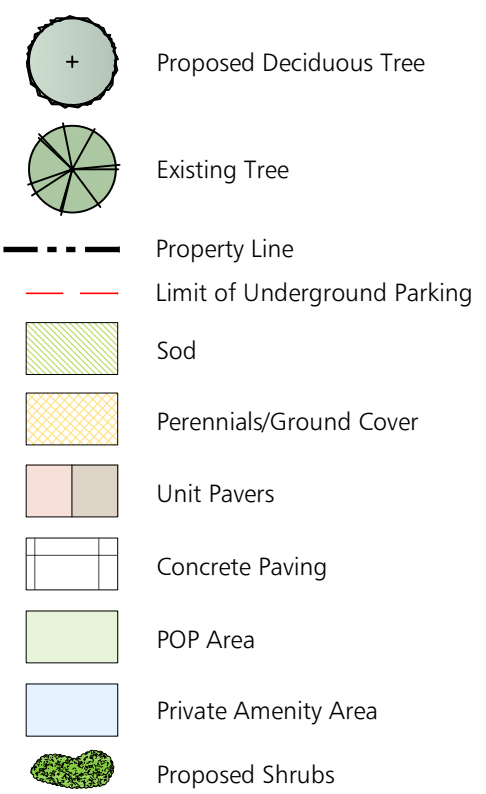 Proposed Deciduous Tree
Existing Tree
Property Line
Limit of Underground Parking
Sod
Perennials/Ground Cover
Unit Pavers
Concrete Paving
POP Area
Private Amenity Area
Proposed Shrubs